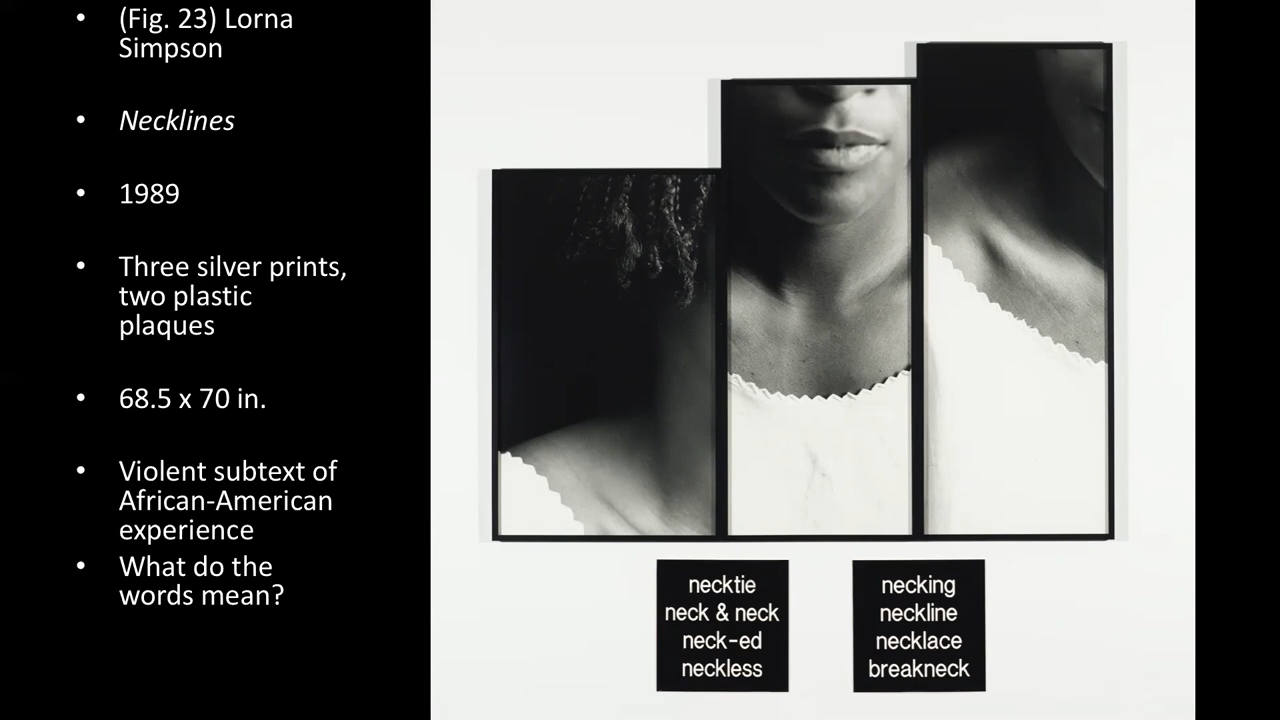 • (Fig. 23) Lorna
Simpson
• Necklines
• 1989
• Three silver prints,
two plastic
plaques
• 68.5 x 70 in.
• Violent subtext of
African-American
experience
• What do the
words mean?
necktie
neck & neck
neck-ed
neckless
necking
neckline
necklace
breakneck